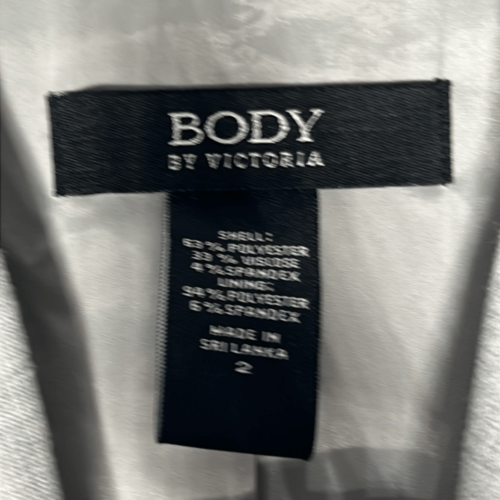 BODY
BY VICTORIA
SHELL:
63% POLYESTER
33% VISCOSE
4% SPANDEX
LINING:
94% POLYESTER
6% SPANDEX
MADE IN
SRI LANKA
2